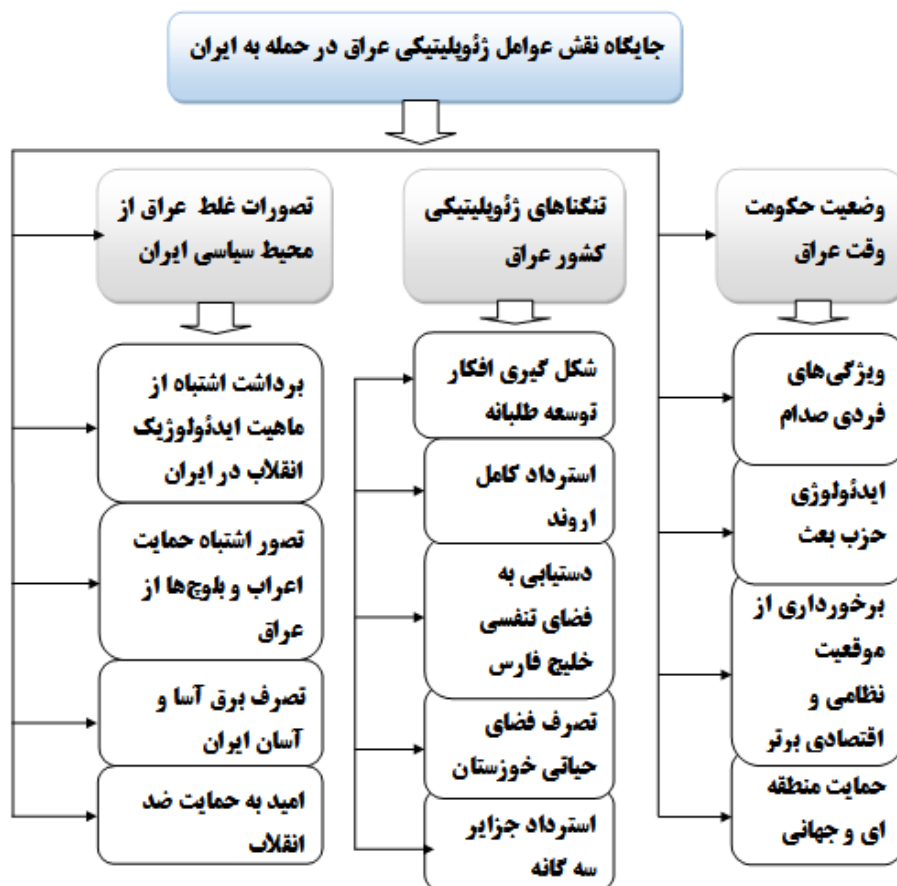 جایگاه نقش عوامل ژئوپلیتیکی عراق در حمله به ایران
وضعیت حکومت
وقت عراق
ویژگی‌های
فردی صدام
ایدئولوژی
حزب بعث
برخورداری از
موقعیت
نظامی و
اقتصادی برتر
حمایت منطقه
ای و جهانی
تنگناهای ژئوپلیتیکی
کشور عراق
شکل گیری افکار
توسعه طلبانه
استرداد کامل
اروند
دستیابی به
فضای تنفسی
خلیج فارس
تصرف فضای
حیاتی خوزستان
استرداد جزایر
سه گانه
تصورات غلط عراق از
محیط سیاسی ایران
برداشت اشتباه از
ماهیت ایدئولوژیک
انقلاب در ایران
تصور اشتباه حمایت
اعراب و بلوچ‌ها از
عراق
تصرف برق آسا و
آسان ایران
امید به حمایت ضد
انقلاب